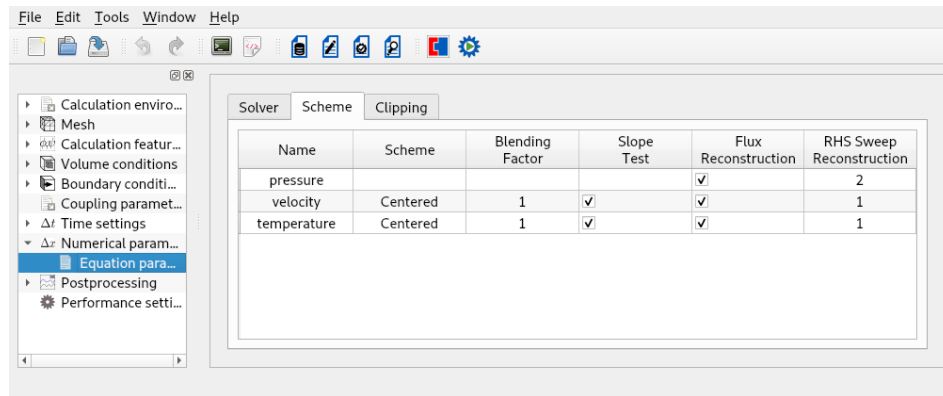 File Edit Tools Window Help
Calculation enviro...
Mesh
Calculation featur...
Volume conditions
Boundary conditi...
Coupling paramet...
Δt Time settings
Δx Numerical param...
Equation para...
Postprocessing
Performance setti...
Solver Scheme Clipping
Name Scheme Blending Factor Slope Test Flux Reconstruction RHS Sweep Reconstruction
pressure 2
velocity Centered 1 1
temperature Centered 1 1